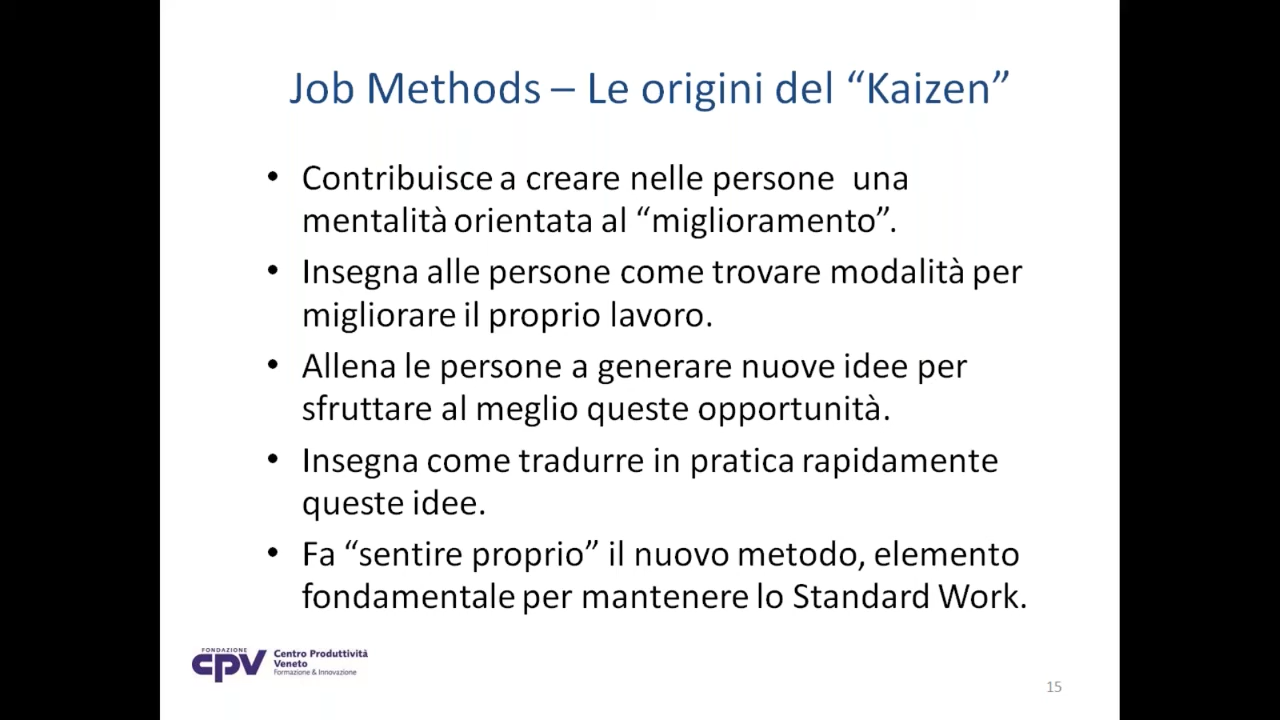 Job Methods – Le origini del “Kaizen”
• Contribuisce a creare nelle persone una
mentalità orientata al “miglioramento”.
• Insegna alle persone come trovare modalità per
migliorare il proprio lavoro.
• Allena le persone a generare nuove idee per
sfruttare al meglio queste opportunità.
• Insegna come tradurre in pratica rapidamente
queste idee.
• Fa “sentire proprio” il nuovo metodo, elemento
fondamentale per mantenere lo Standard Work.
FONDAZIONE
CPV
Centro Produttività
Veneto
Formazione & Innovazione
15